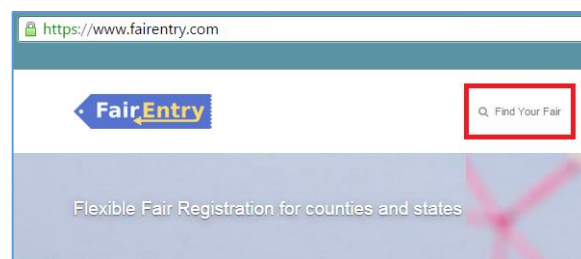 https://www.fairentry.com
FairEntry
Find Your Fair
Flexible Fair Registration for counties and states